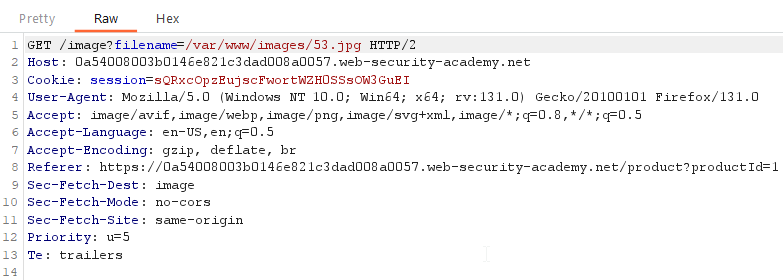 Pretty Raw Hex
1 GET /image?filename=/var/www/images/53.jpg HTTP/2
2 Host: 0a54008003b0146e821c3dad008a0057.web-security-academy.net
3 Cookie: session=sQRxcOpzEujscFwortWZHOSSsOW3GuEI
4 User-Agent: Mozilla/5.0 (Windows NT 10.0; Win64; x64; rv:131.0) Gecko/20100101 Firefox/131.0
5 Accept: image/avif,image/webp,image/png,image/svg+xml,image/*;q=0.8,*/*;q=0.5
6 Accept-Language: en-US,en;q=0.5
7 Accept-Encoding: gzip, deflate, br
8 Referer: https://0a54008003b0146e821c3dad008a0057.web-security-academy.net/product?productId=1
9 Sec-Fetch-Dest: image
10 Sec-Fetch-Mode: no-cors
11 Sec-Fetch-Site: same-origin
12 Priority: u=5
13 Te: trailers
14